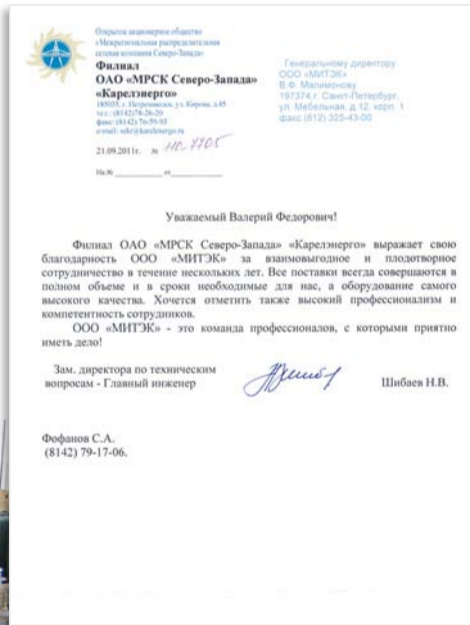 Открытое акционерное общество
«Межрегиональная распределительная
сетевая компания Северо-Запада»
Филиал
ОАО «МРСК Северо-Запада»
«Карелэнерго»
185035, г. Петрозаводск, ул. Кирова, д.45
тел.: (8142)78-26-20
факс: (8142) 76-59-95
e-mail: sekr@karelenergo.ru
21.09.2011г. №
На № от
Генеральному директору
ООО «МИТЭК»
В.Ф. Малимонову
197374,г. Санкт-Петербург,
ул. Мебельная, д.12, корп. 1
факс (812) 325-43-00
Уважаемый Валерий Федорович!
Филиал ОАО «МРСК Северо-Запада» «Карелэнерго» выражает свою
благодарность ООО «МИТЭК» за взаимовыгодное и плодотворное
сотрудничество в течение нескольких лет. Все поставки всегда совершаются в
полном объеме и в сроки необходимые для нас, а оборудование самого
высокого качества. Хочется отметить также высокий профессионализм и
компетентность сотрудников.
ООО «МИТЭК» - это команда профессионалов, с которыми приятно
иметь дело!
Зам. директора по техническим
вопросам - Главный инженер
Шибаев Н.В.
Фофанов С.А.
(8142) 79-17-06.